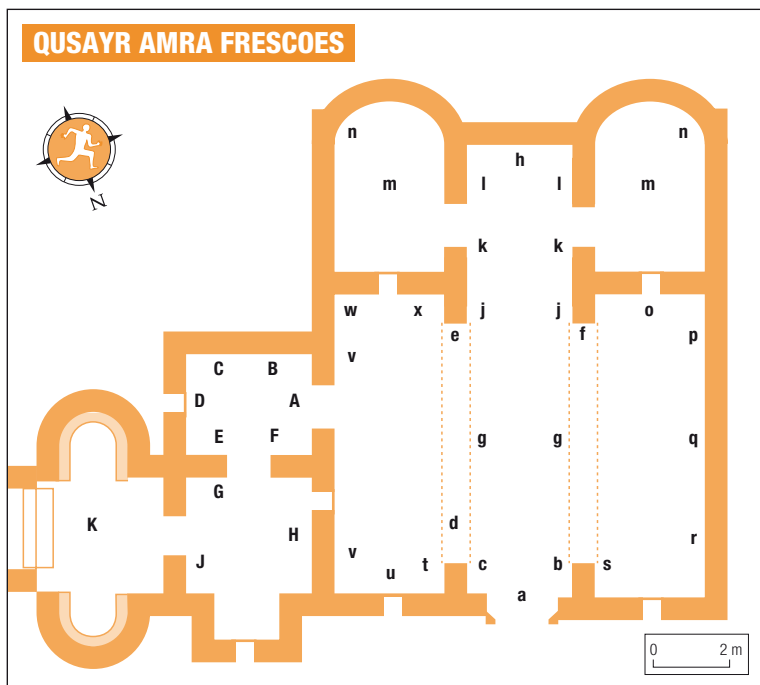 QUSAYR AMRA FRESCOES
N
n n
h
l l
m m
k k
w x j j o
e f p
v
C B
D A
E F g g q
G
K d
H r
v
J t c b s
u
a
0 2 m